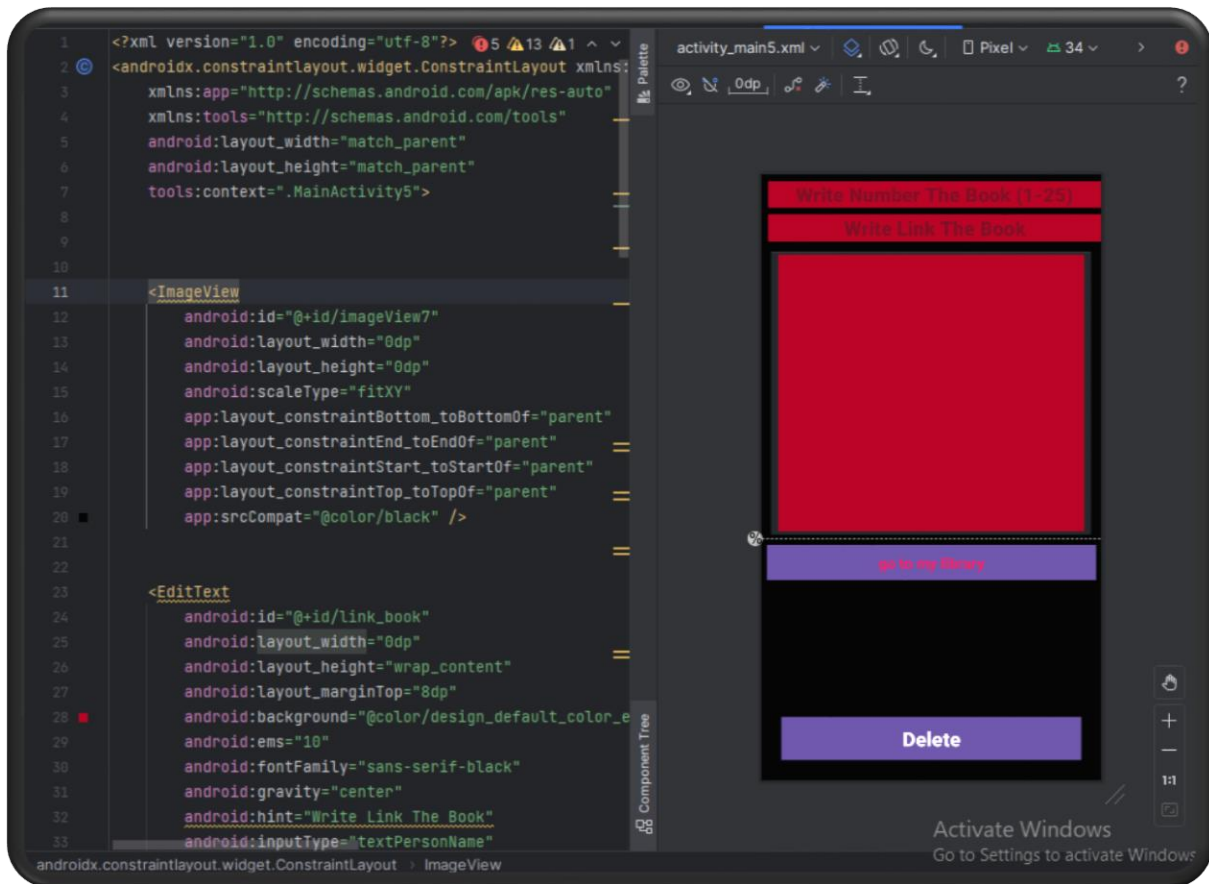 1 <?xml version="1.0" encoding="utf-8"?> 5 13 1
2 <androidx.constraintlayout.widget.ConstraintLayout xmlns:
3 xmlns:app="http://schemas.android.com/apk/res-auto"
4 xmlns:tools="http://schemas.android.com/tools"
5 android:layout_width="match_parent"
6 android:layout_height="match_parent"
7 tools:context=".MainActivity5">
8
9
10
11 <ImageView
12 android:id="@+id/imageView7"
13 android:layout_width="0dp"
14 android:layout_height="0dp"
15 android:scaleType="fitXY"
16 app:layout_constraintBottom_toBottomOf="parent"
17 app:layout_constraintEnd_toEndOf="parent"
18 app:layout_constraintStart_toStartOf="parent"
19 app:layout_constraintTop_toTopOf="parent"
20 app:srcCompat="@color/black" />
21
22
23 <EditText
24 android:id="@+id/link_book"
25 android:layout_width="0dp"
26 android:layout_height="wrap_content"
27 android:layout_marginTop="8dp"
28 android:background="@color/design_default_color_e
29 android:ems="10"
30 android:fontFamily="sans-serif-black"
31 android:gravity="center"
32 android:hint="Write Link The Book"
33 android:inputType="textPersonName"
androidx.constraintlayout.widget.ConstraintLayout › ImageView
Palette
Component Tree
activity_main5.xml Pixel 34
0dp ?
Write Number The Book (1-25)
Write Link The Book
%
go to my library
Delete
1:1
Activate Windows
Go to Settings to activate Windows